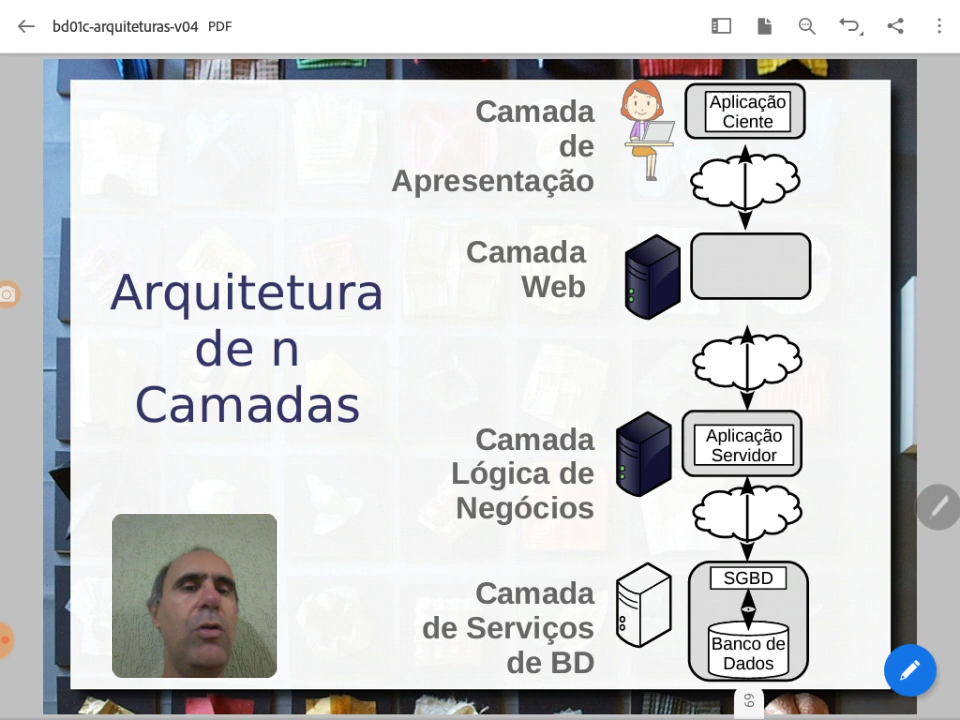 bd01c-arquiteturas-v04 PDF
Camada
de
Apresentação
Aplicação
Ciente
Camada
Web
Arquitetura
de n
Camadas
Camada
Lógica de
Negócios
Aplicação
Servidor
Camada
de Serviços
de BD
SGBD
Banco de
Dados
69